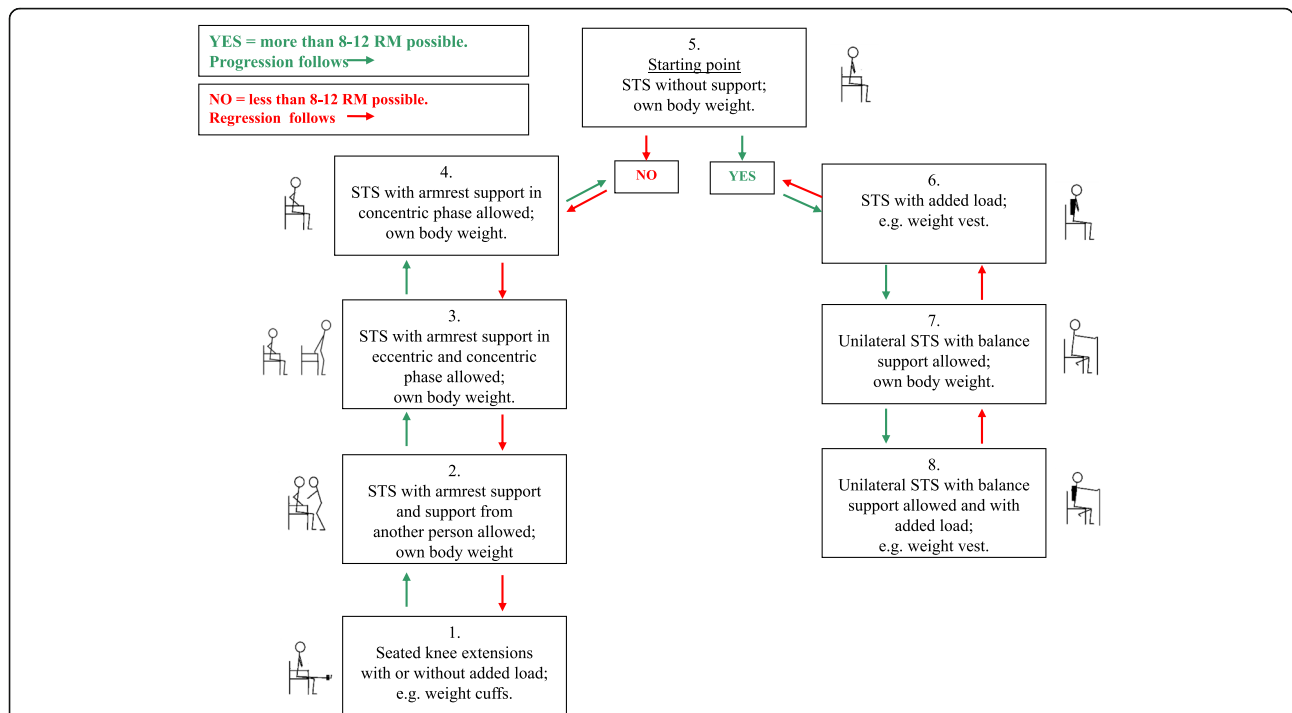 YES = more than 8-12 RM possible.
Progression follows
NO = less than 8-12 RM possible.
Regression follows
5.
Starting point
STS without support;
own body weight.
NO
YES
4.
STS with armrest support in
concentric phase allowed;
own body weight.
6.
STS with added load;
e.g. weight vest.
3.
STS with armrest support in
eccentric and concentric
phase allowed;
own body weight.
7.
Unilateral STS with balance
support allowed;
own body weight.
2.
STS with armrest support
and support from
another person allowed;
own body weight
8.
Unilateral STS with balance
support allowed and with
added load;
e.g. weight vest.
1.
Seated knee extensions
with or without added load;
e.g. weight cuffs.